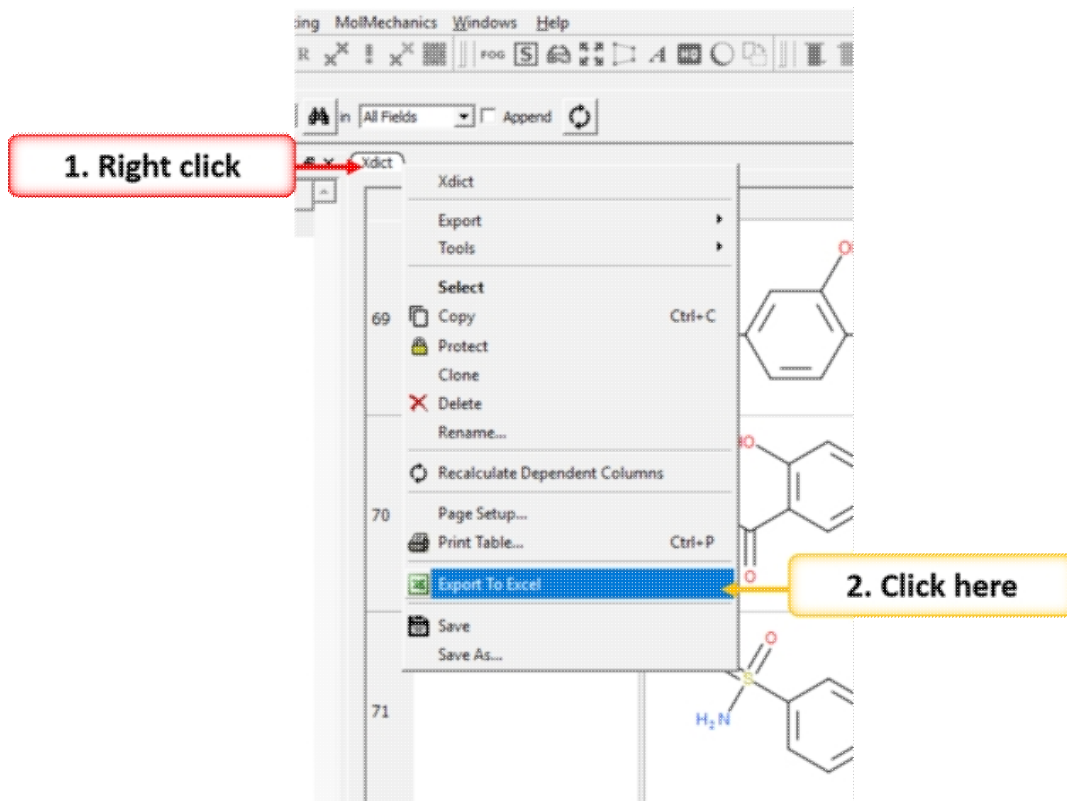 MolMechanics Windows Help
R x x ! x x FOG S A
in All Fields Append
1. Right click
Xdict
Xdict
Export
Tools
Select
69
Copy Ctrl+C
Protect
Clone
Delete
Rename...
HO
Recalculate Dependent Columns
70
Page Setup...
Print Table... Ctrl+P
Export To Excel
O
2. Click here
Save
Save As...
O
S
71
H₂N